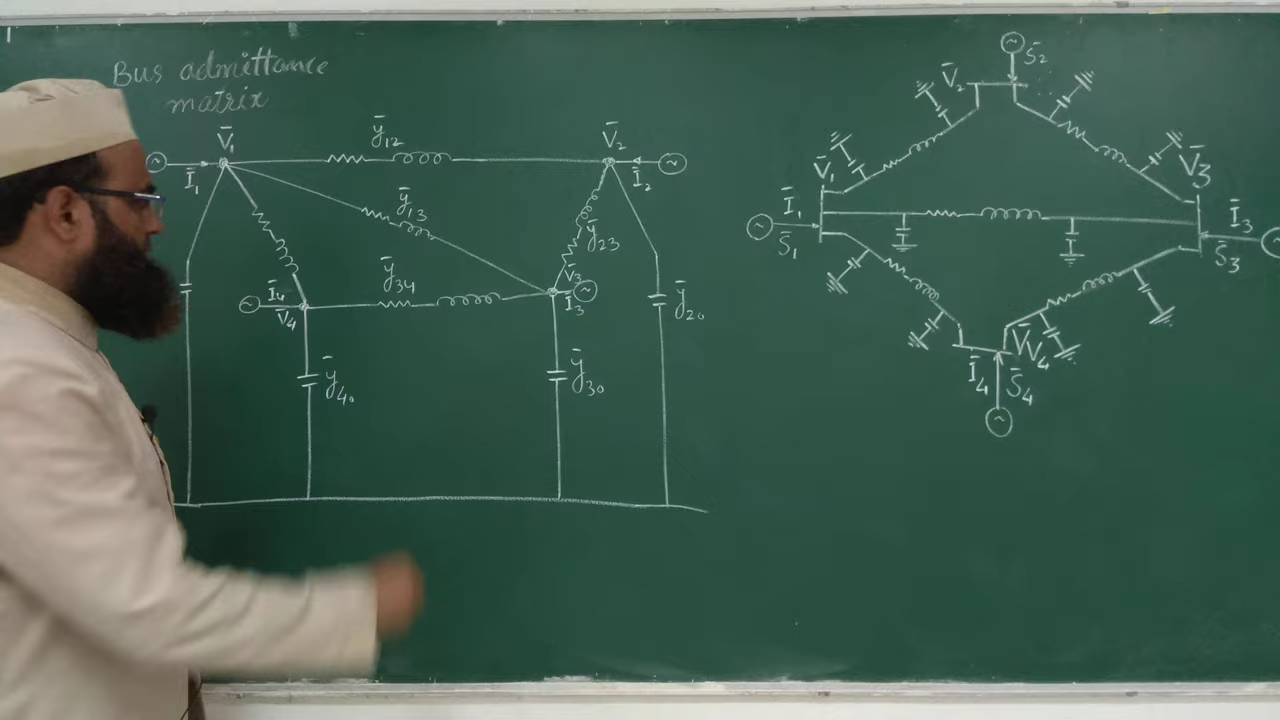 Bus admittance
matrix
V̄₁
ȳ₁₂
V̄₂
Ī₁
Ī₂
ȳ₁₃
ȳ₂₃
ȳ₃₄
V̄₃
Ī₃
Ī₄
V̄₄
ȳ₂₀
ȳ₄₀
ȳ₃₀
S̄₂
V̄₂
V̄₁
V̄₃
Ī₁
Ī₃
S̄₁
S̄₃
V̄₄
Ī₄
S̄₄